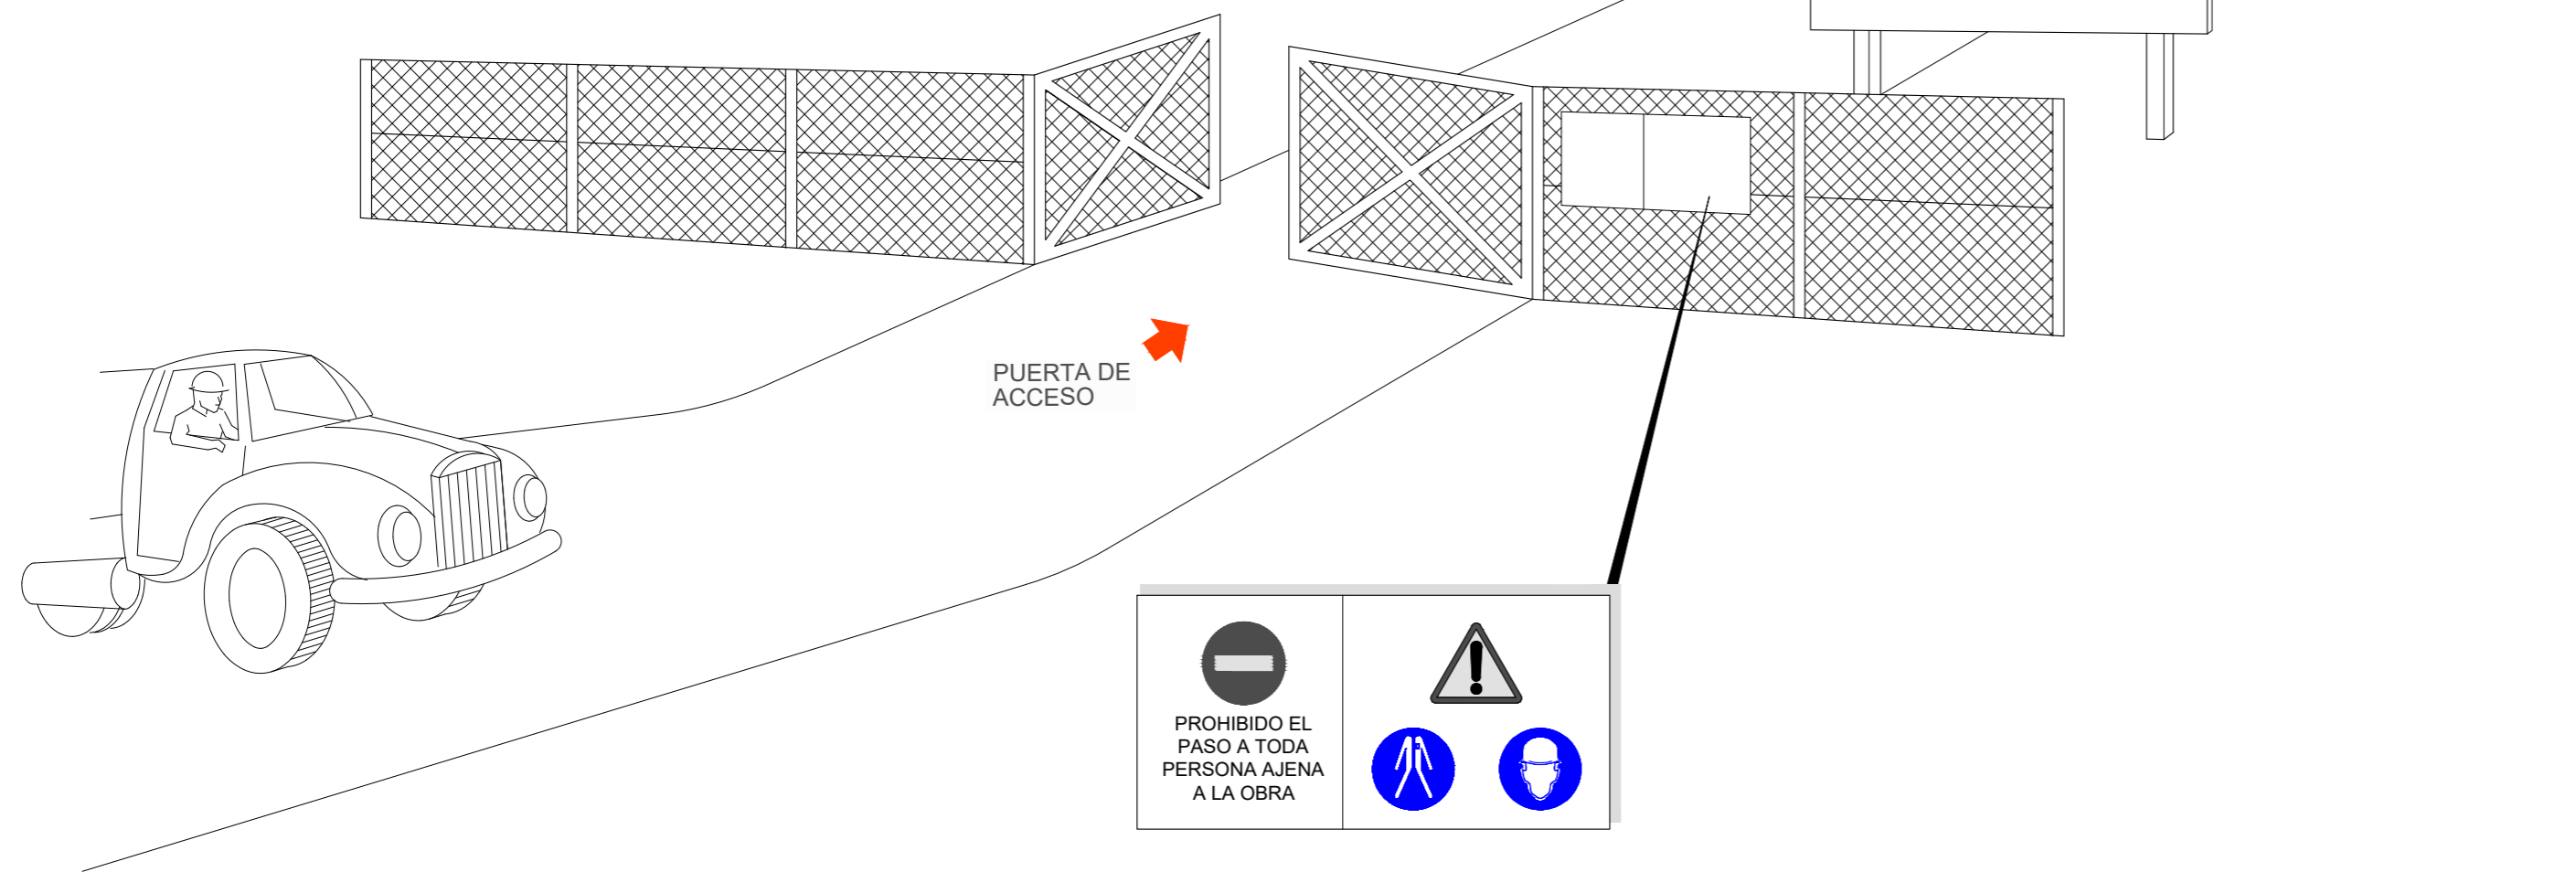 PUERTA DE
ACCESO
PROHIBIDO EL
PASO A TODA
PERSONA AJENA
A LA OBRA